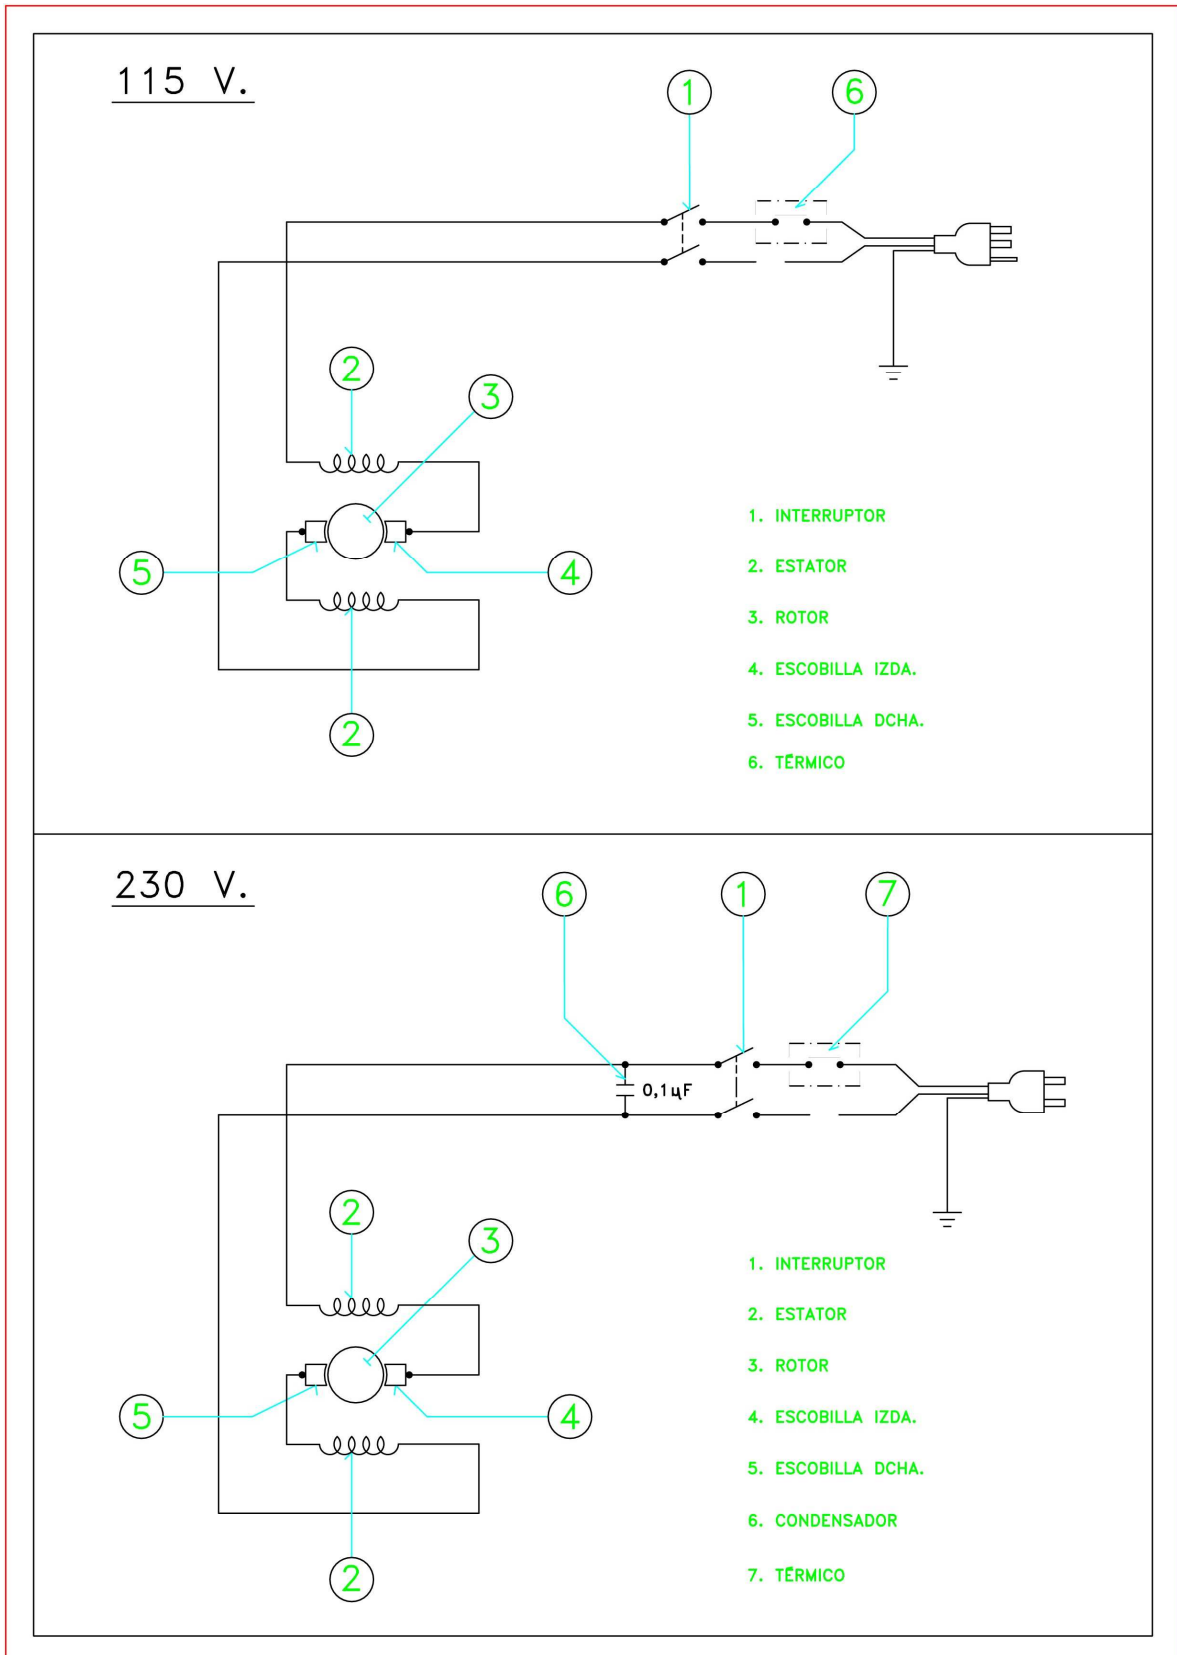 115 V.
1
6
2
3
5
4
2
1. INTERRUPTOR
2. ESTATOR
3. ROTOR
4. ESCOBILLA IZDA.
5. ESCOBILLA DCHA.
6. TÉRMICO
230 V.
6
1
7
0,1µF
2
3
5
4
2
1. INTERRUPTOR
2. ESTATOR
3. ROTOR
4. ESCOBILLA IZDA.
5. ESCOBILLA DCHA.
6. CONDENSADOR
7. TÉRMICO